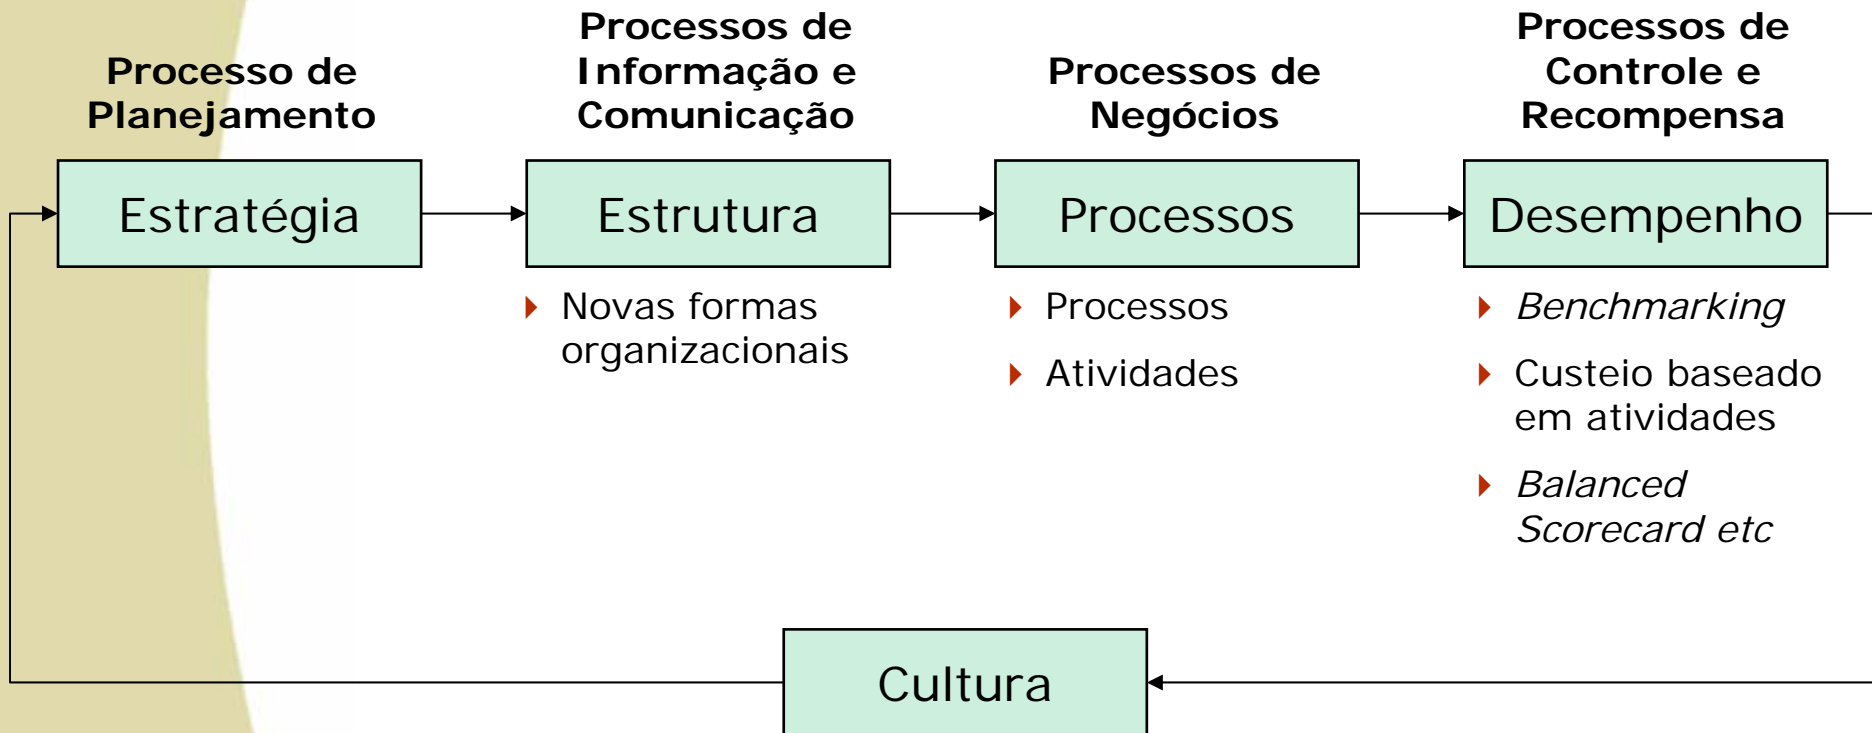 Processo de
Planejamento
Processos de
Informação e
Comunicação
Processos de
Negócios
Processos de
Controle e
Recompensa
Estratégia
Estrutura
Processos
Desempenho
Novas formas
organizacionais
Processos
Atividades
Benchmarking
Custeio baseado
em atividades
Balanced
Scorecard etc
Cultura